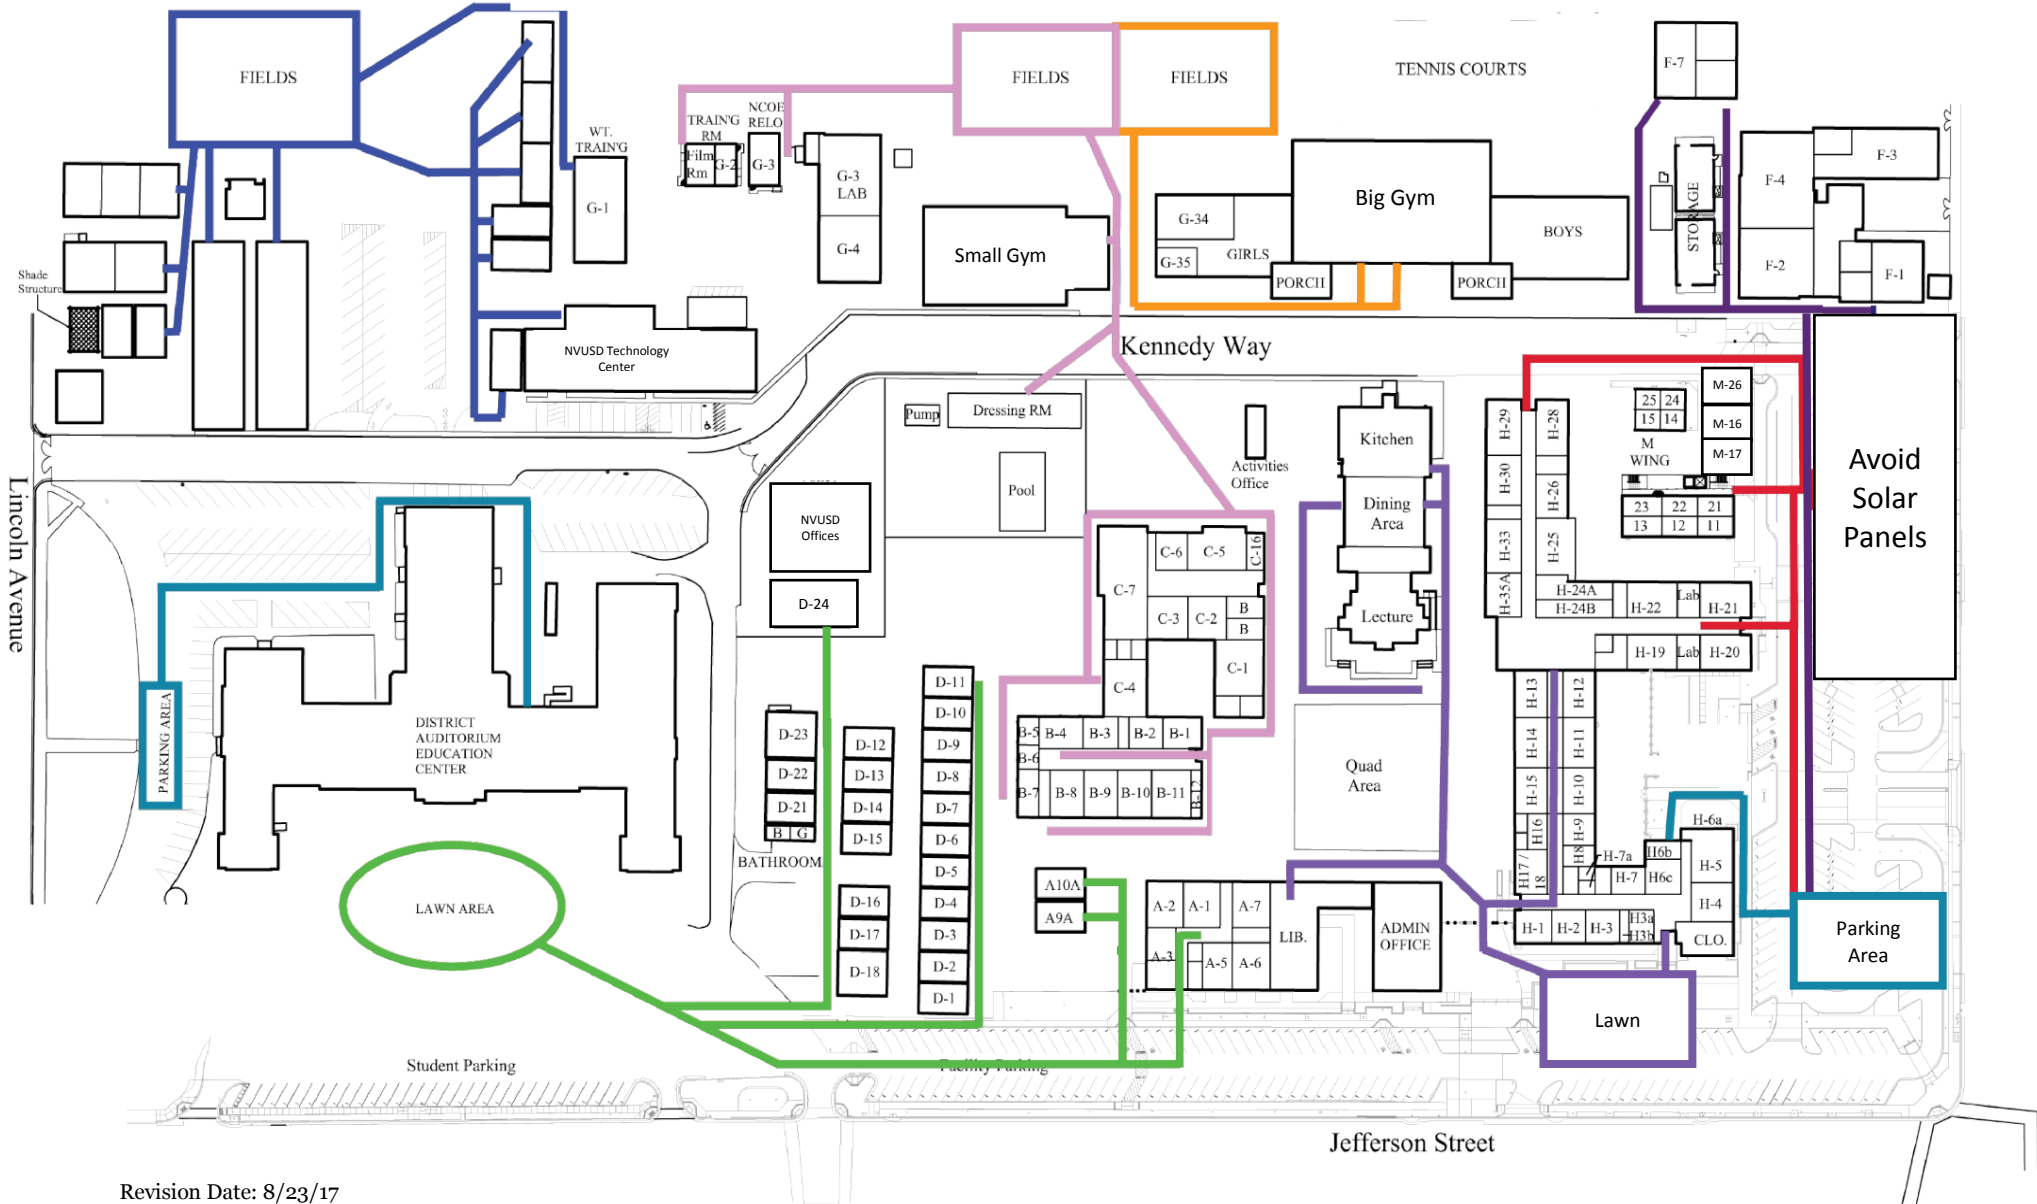 FIELDS
FIELDS
FIELDS
TENNIS COURTS
F-7
WT.
TRAIN'G
G-1
TRAIN'G
RM
Film
Rm
G-2
NCOE
RELO
G-3
G-3
LAB
G-4
Small Gym
G-34
G-35
GIRLS
Big Gym
BOYS
PORCH
PORCH
STORAGE
F-4
F-3
F-2
F-1
Shade
Structure
NVUSD Technology
Center
Kennedy Way
Lincoln Avenue
Pump
Dressing RM
Pool
Activities
Office
Kitchen
Dining
Area
Lecture
H-29
H-28
H-30
H-26
H-33
H-25
H-35A
H-24A
H-24B
H-22
Lab
H-21
H-19
Lab
H-20
25
24
15
14
M
WING
M-26
M-16
M-17
23
22
21
13
12
11
Avoid
Solar
Panels
NVUSD
Offices
D-24
C-6
C-5
C-16
C-7
C-3
C-2
B
B
C-1
C-4
B-5
B-4
B-3
B-2
B-1
B-6
B-7
B-8
B-9
B-10
B-11
B-12
PARKING AREA
DISTRICT
AUDITORIUM
EDUCATION
CENTER
D-23
D-22
D-21
B
G
BATHROOM
D-12
D-13
D-14
D-15
D-16
D-17
D-18
D-11
D-10
D-9
D-8
D-7
D-6
D-5
D-4
D-3
D-2
D-1
Quad
Area
H-13
H-12
H-14
H-11
H-15
H-10
H16
H-9
H8
H17/
18
H-7a
H-7
H6b
H6c
H-6a
H-5
H-4
CLO.
H-1
H-2
H-3
H3a
H3b
A10A
A9A
A-2
A-1
A-7
A-3
A-5
A-6
LIB.
ADMIN
OFFICE
LAWN AREA
Parking
Area
Lawn
Student Parking
Facility Parking
Jefferson Street
Revision Date: 8/23/17